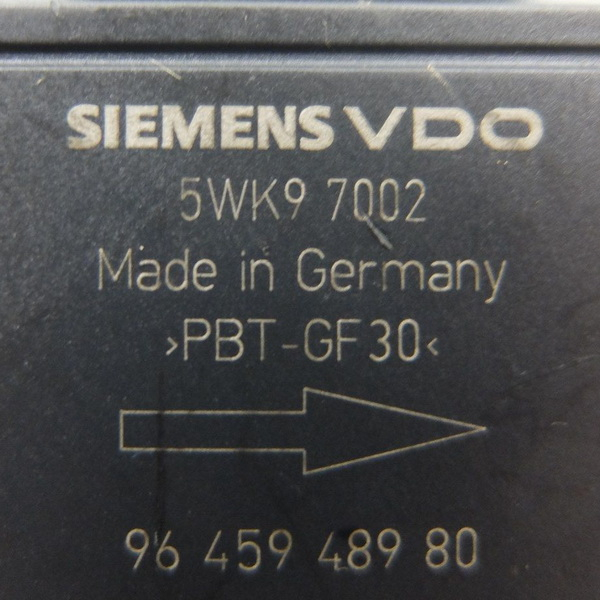 SIEMENS VDO
5WK9 7002
Made in Germany
>PBT-GF30<
96 459 489 80